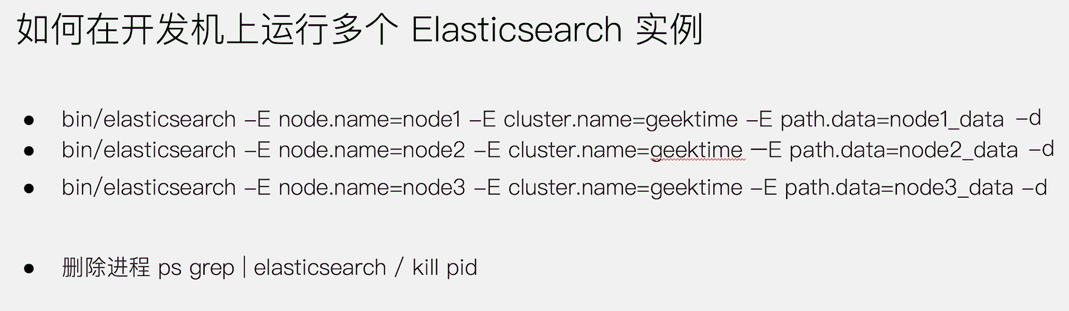 如何在开发机上运行多个 Elasticsearch 实例
● bin/elasticsearch -E node.name=node1 -E cluster.name=geektime -E path.data=node1_data -d
● bin/elasticsearch -E node.name=node2 -E cluster.name=geektime —E path.data=node2_data -d
● bin/elasticsearch -E node.name=node3 -E cluster.name=geektime -E path.data=node3_data -d
● 删除进程 ps grep | elasticsearch / kill pid